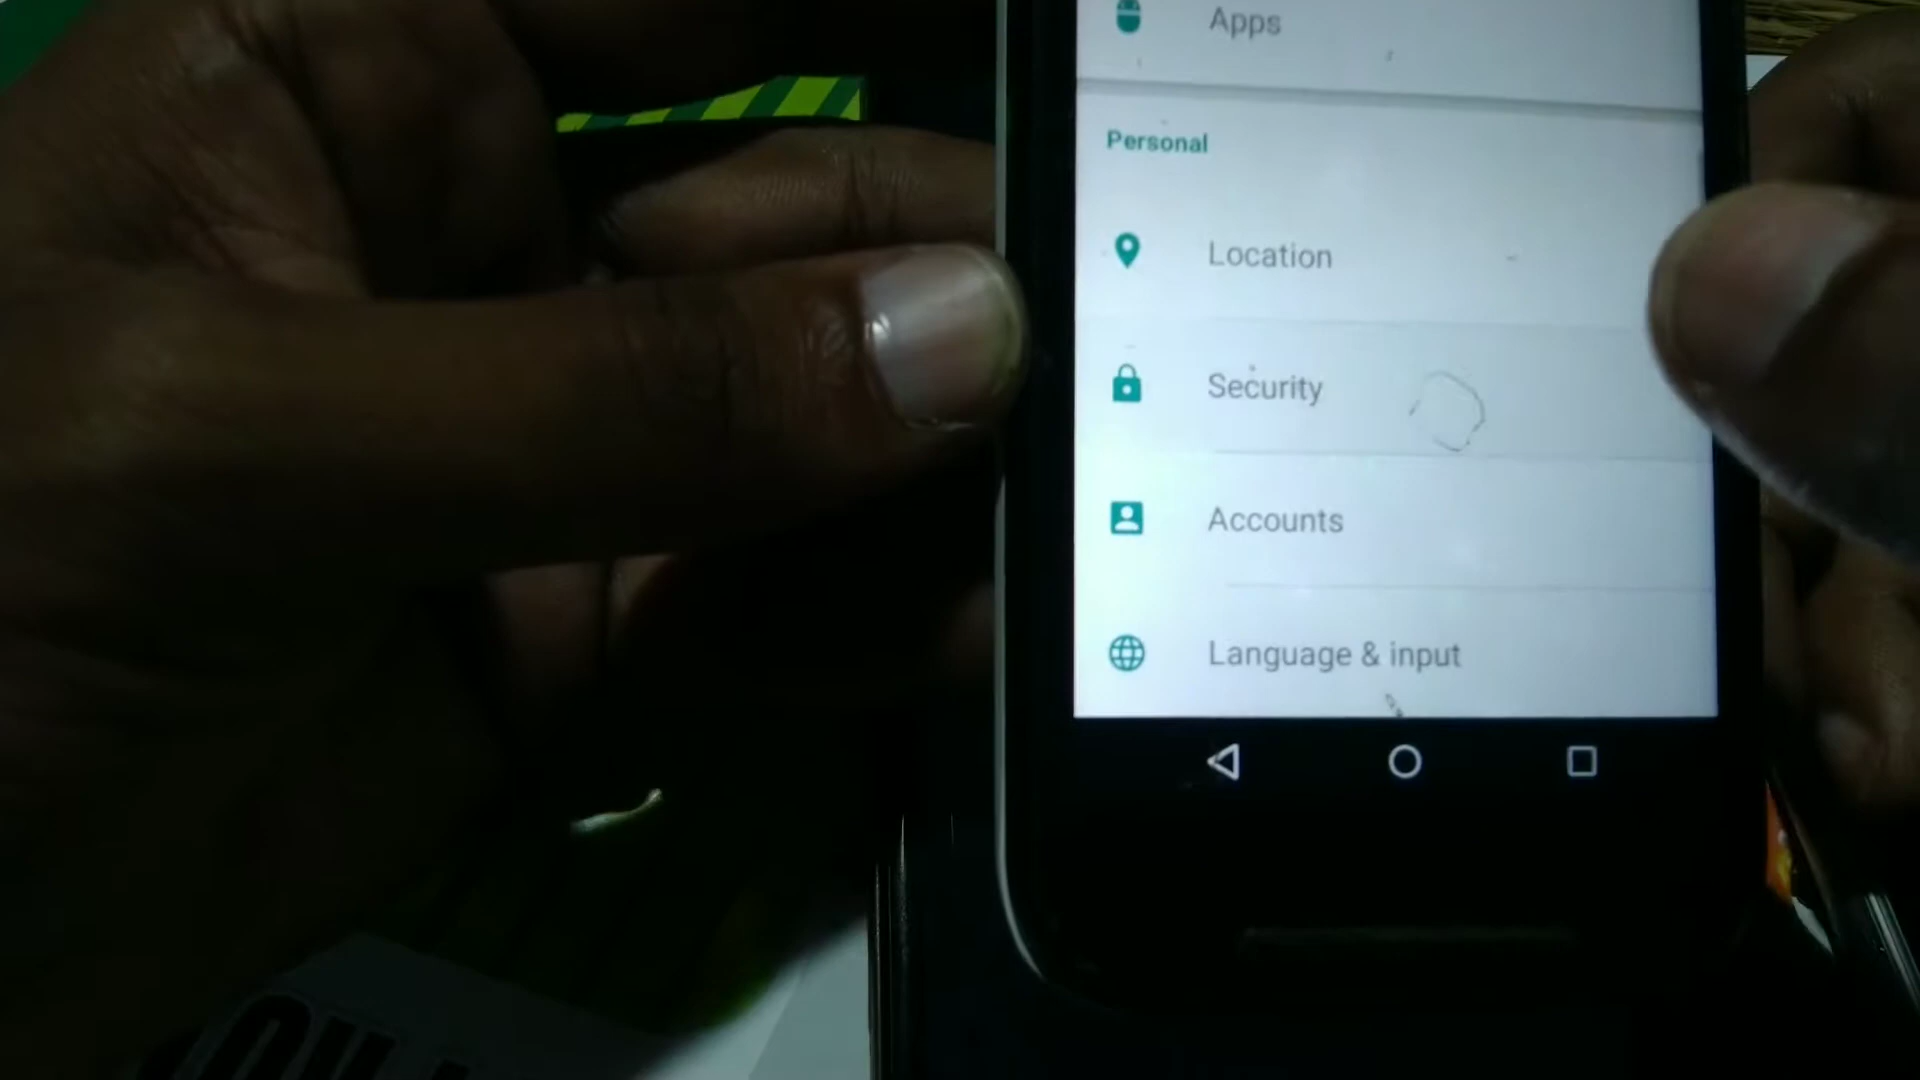 Apps
Personal
Location
Security
Accounts
Language & input